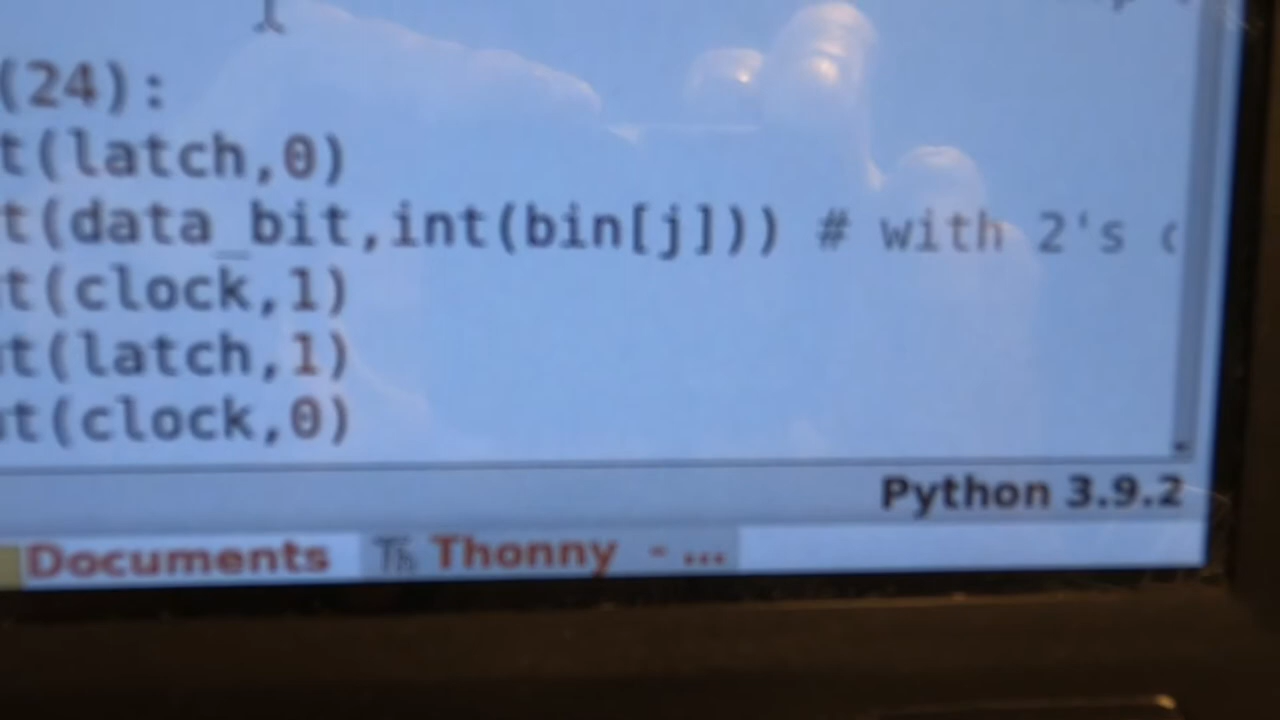 (24):
t(latch,0)
t(data_bit,int(bin[j])) # with 2's c
t(clock,1)
t(latch,1)
t(clock,0)
Python 3.9.2
Documents
Th Thonny - ...